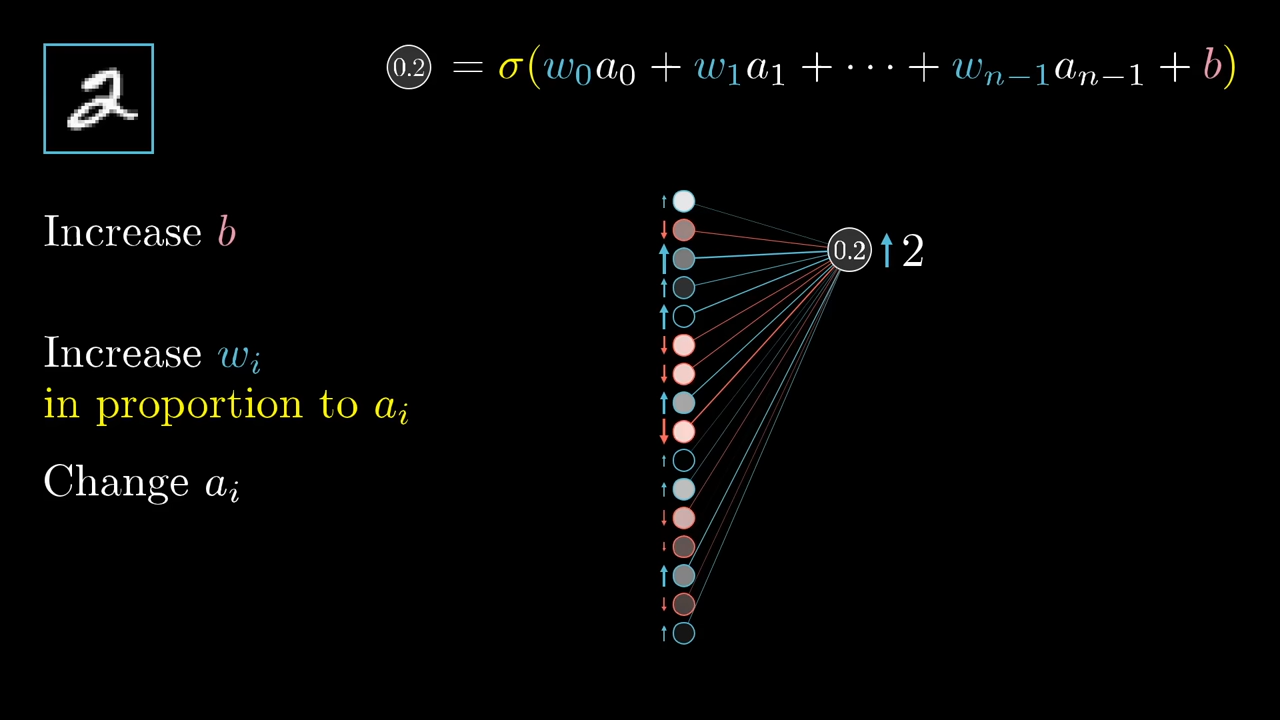 0.2 = σ(w₀a₀ + w₁a₁ + ⋯ + wₙ₋₁aₙ₋₁ + b)
2
Increase b
0.2 2
Increase wᵢ
in proportion to aᵢ
Change aᵢ